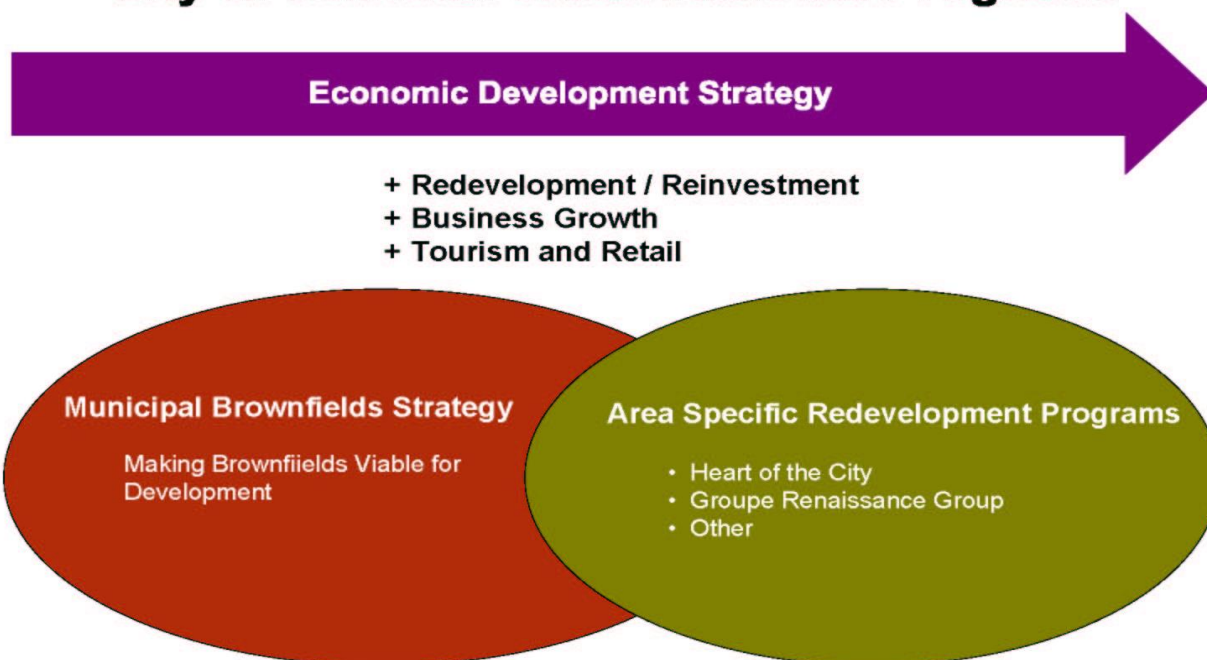 Economic Development Strategy
+ Redevelopment / Reinvestment
+ Business Growth
+ Tourism and Retail
Municipal Brownfields Strategy
Making Brownfiields Viable for
Development
Area Specific Redevelopment Programs
• Heart of the City
• Groupe Renaissance Group
• Other